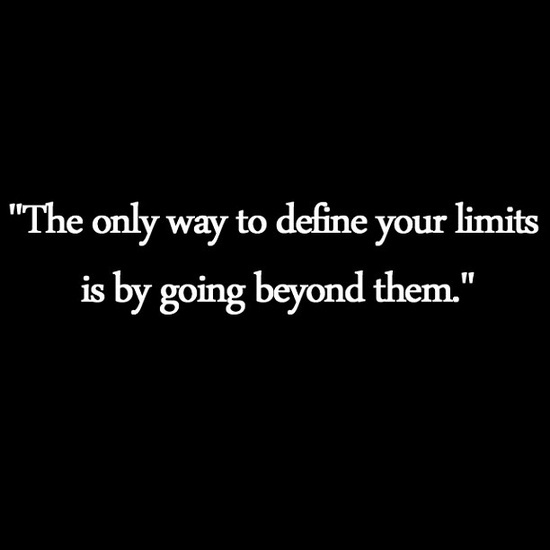 "The only way to define your limits
is by going beyond them."